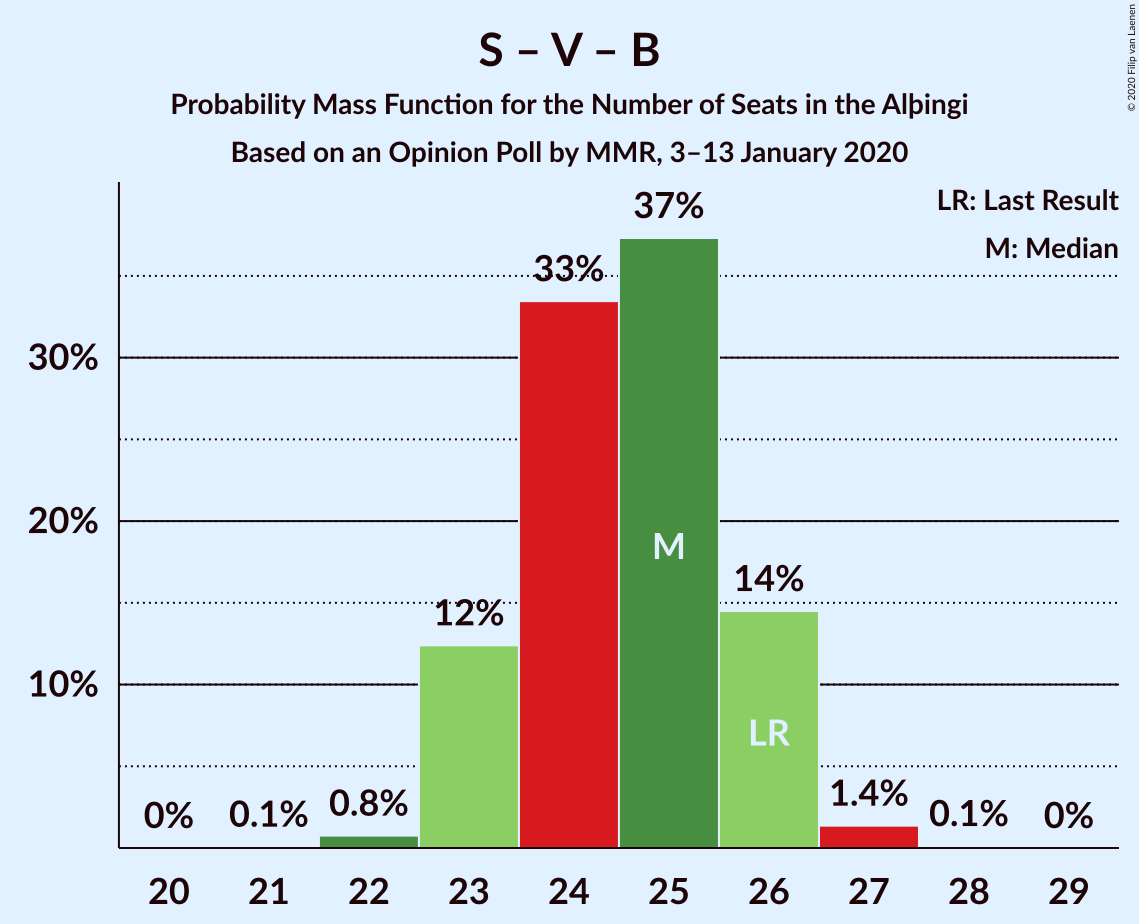 S – V – B
Probability Mass Function for the Number of Seats in the Alþingi
Based on an Opinion Poll by MMR, 3–13 January 2020
© 2020 Filip van Laenen
LR: Last Result
M: Median
37%
33%
30%
20%
M
14%
12%
10%
LR
0%
0.1%
0.8%
1.4%
0.1%
0%
20 21 22 23 24 25 26 27 28 29